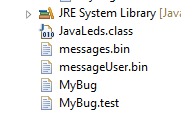 JRE System Library [Java
JavaLeds.class
messages.bin
messageUser.bin
MyBug
MyBug.test